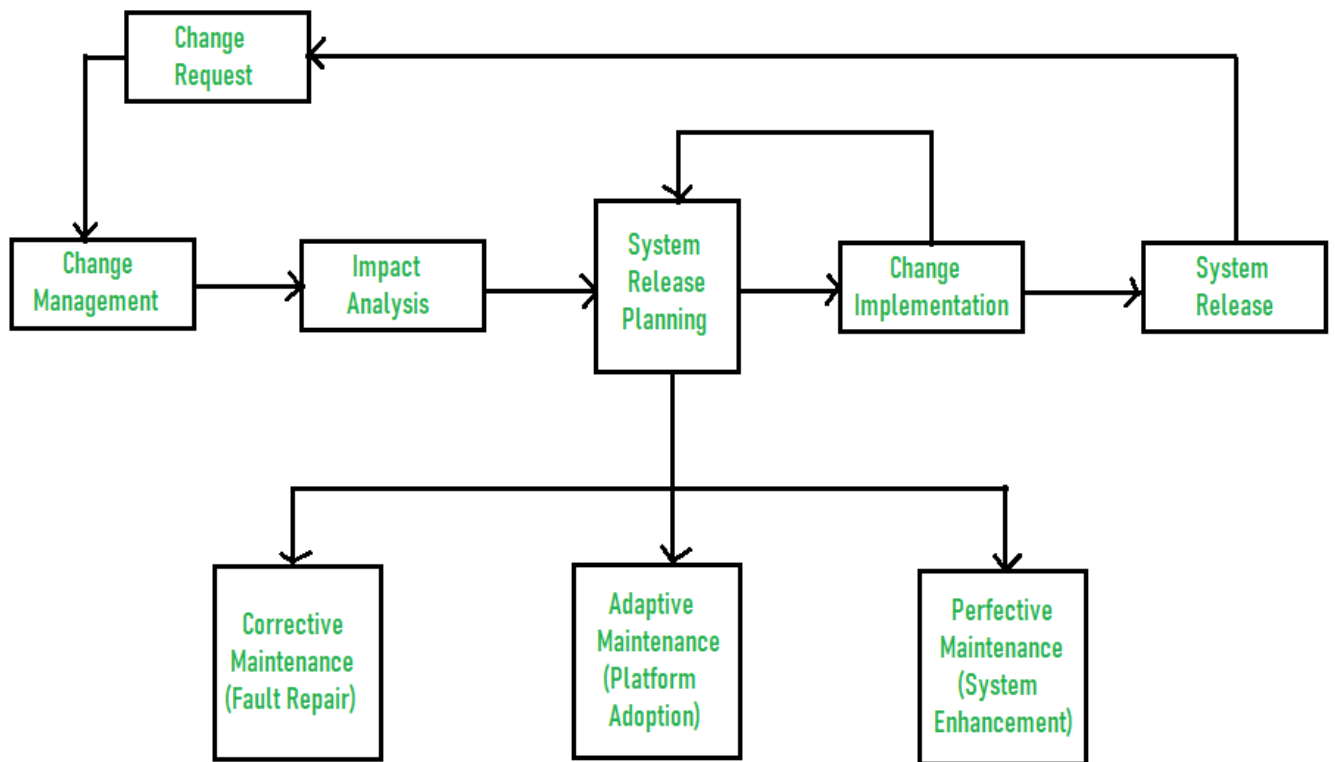 Change
Request
Change
Management
Impact
Analysis
System
Release
Planning
Change
Implementation
System
Release
Corrective
Maintenance
(Fault Repair)
Adaptive
Maintenance
(Platform
Adoption)
Perfective
Maintenance
(System
Enhancement)